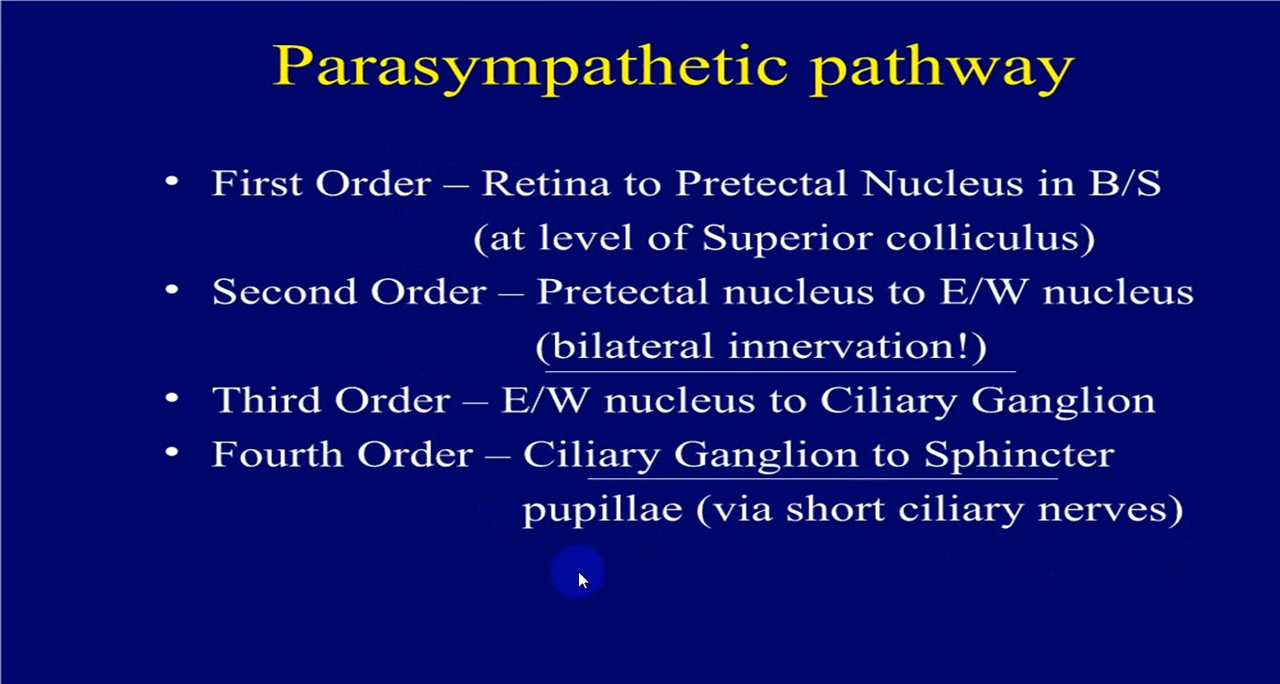 Parasympathetic pathway
• First Order – Retina to Pretectal Nucleus in B/S
(at level of Superior colliculus)
• Second Order – Pretectal nucleus to E/W nucleus
(bilateral innervation!)
• Third Order – E/W nucleus to Ciliary Ganglion
• Fourth Order – Ciliary Ganglion to Sphincter
pupillae (via short ciliary nerves)